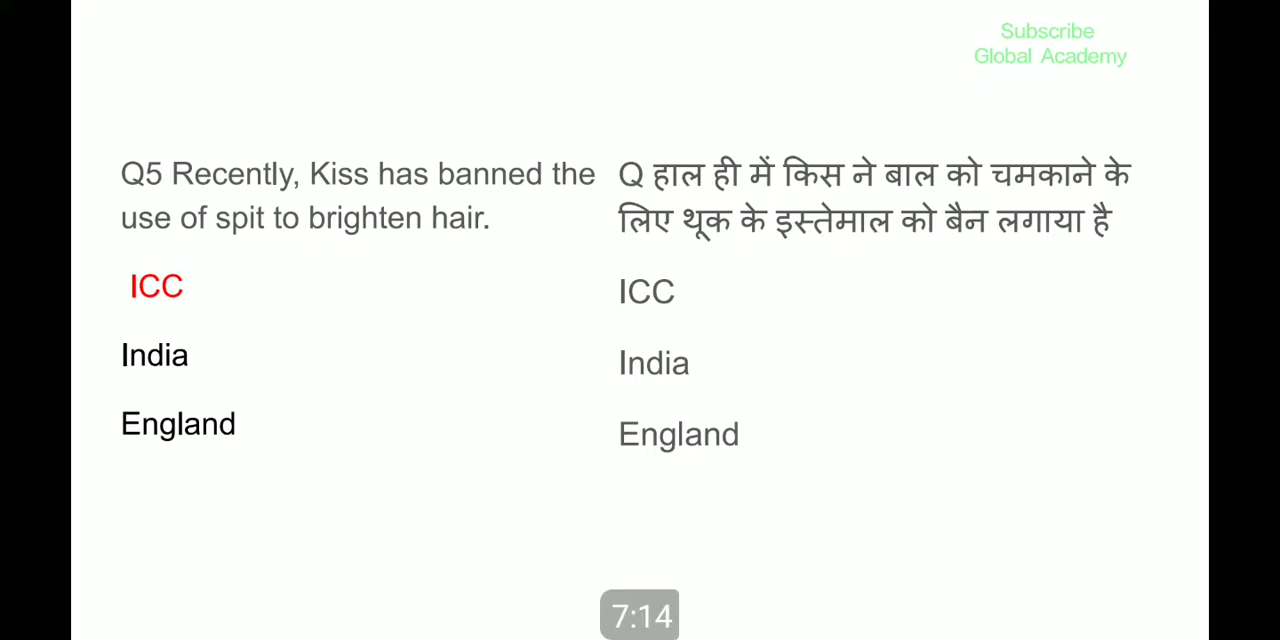 Subscribe
Global Academy
Q5 Recently, Kiss has banned the
use of spit to brighten hair.
ICC
India
England
Q हाल ही में किस ने बाल को चमकाने के
लिए थूक के इस्तेमाल को बैन लगाया है
ICC
India
England
7:14